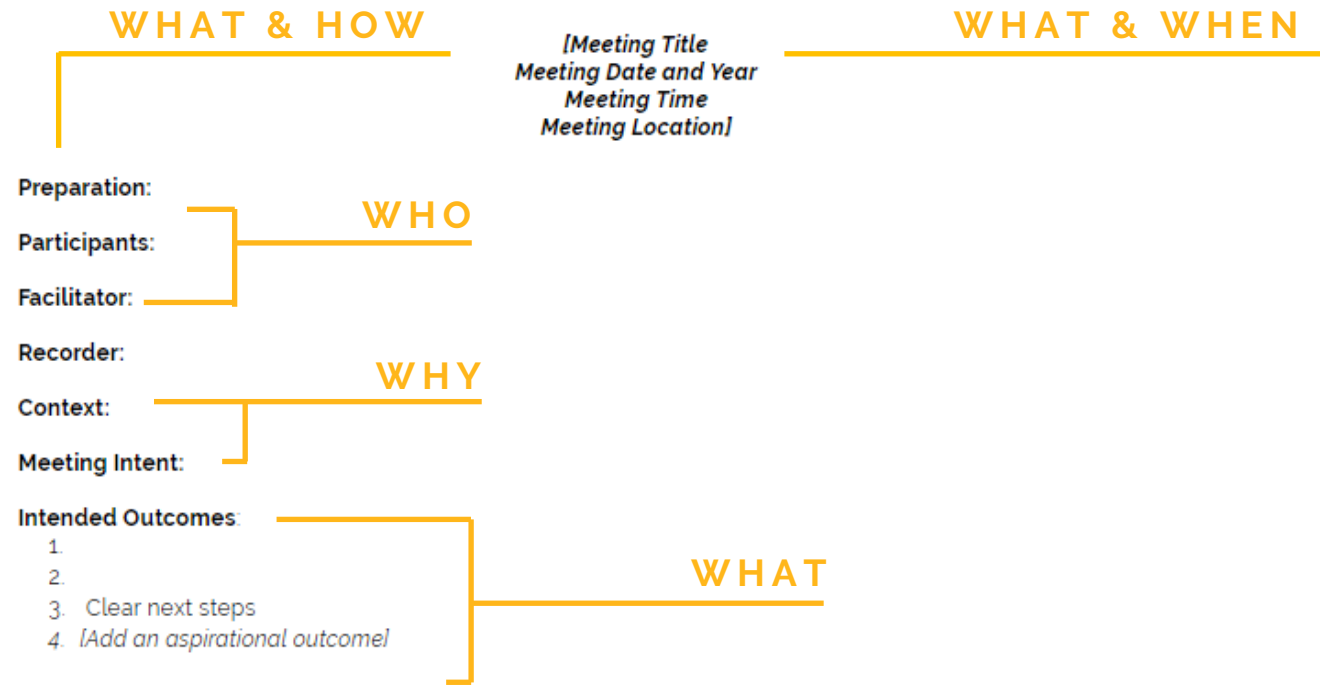 WHAT & HOW
WHAT & WHEN
[Meeting Title
Meeting Date and Year
Meeting Time
Meeting Location]
Preparation:
WHO
Participants:
Facilitator:
Recorder:
WHY
Context:
Meeting Intent:
Intended Outcomes:
1.
2.
WHAT
3. Clear next steps
4. [Add an aspirational outcome]